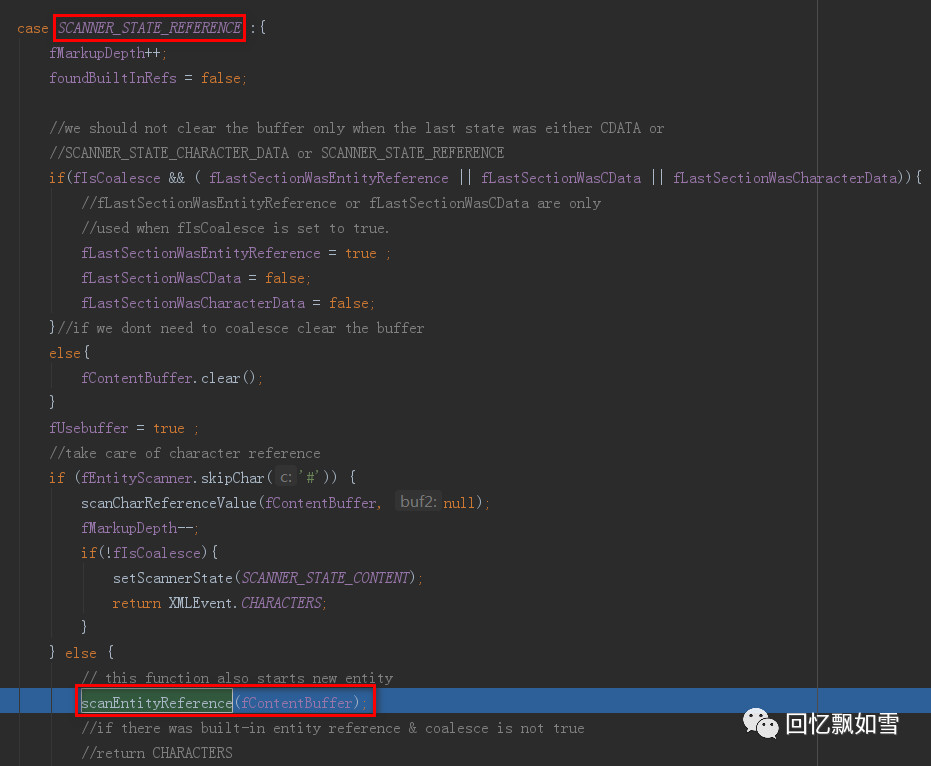 case SCANNER_STATE_REFERENCE :{
fMarkupDepth++;
foundBuiltInRefs = false;
//we should not clear the buffer only when the last state was either CDATA or
//SCANNER_STATE_CHARACTER_DATA or SCANNER_STATE_REFERENCE
if(fIsCoalesce && ( fLastSectionWasEntityReference || fLastSectionWasCData || fLastSectionWasCharacterData)){
//fLastSectionWasEntityReference or fLastSectionWasCData are only
//used when fIsCoalesce is set to true.
fLastSectionWasEntityReference = true ;
fLastSectionWasCData = false;
fLastSectionWasCharacterData = false;
}//if we dont need to coalesce clear the buffer
else{
fContentBuffer.clear();
}
fUsebuffer = true ;
//take care of character reference
if (fEntityScanner.skipChar( c: '#')) {
scanCharReferenceValue(fContentBuffer, buf2: null);
fMarkupDepth--;
if(!fIsCoalesce){
setScannerState(SCANNER_STATE_CONTENT);
return XMLEvent.CHARACTERS;
}
} else {
// this function also starts new entity
scanEntityReference(fContentBuffer);
//if there was built-in entity reference & coalesce is not true
//return CHARACTERS
回忆飘如雪